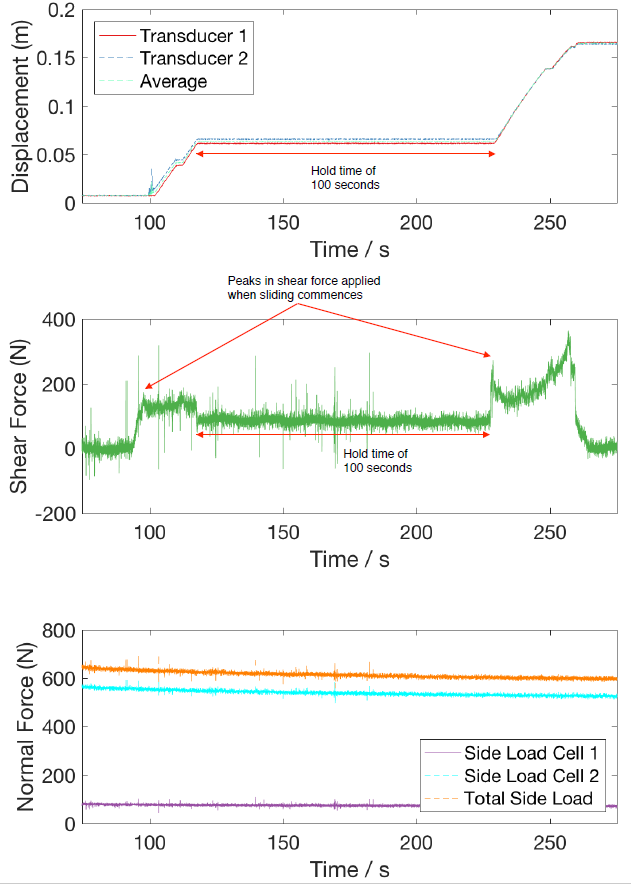 0.2
0.15
0.1
0.05
0
Displacement (m)
Transducer 1
Transducer 2
Average
Hold time of
100 seconds
100 150 200 250
Time / s
Peaks in shear force applied
when sliding commences
400
200
0
-200
Shear Force (N)
Hold time of
100 seconds
100 150 200 250
Time / s
800
600
400
200
0
Normal Force (N)
Side Load Cell 1
Side Load Cell 2
Total Side Load
100 150 200 250
Time / s